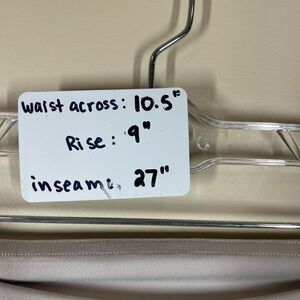 waist across: 10.5"
Rise: 9"
inseam: 27"